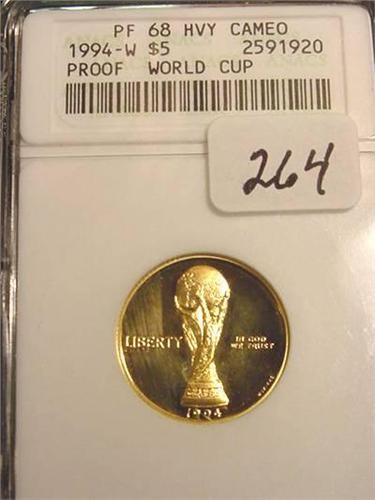 PF 68 HVY CAMEO
1994-W $5 2591920
PROOF WORLD CUP
264
LIBERTY
IN GOD
WE TRUST
1994